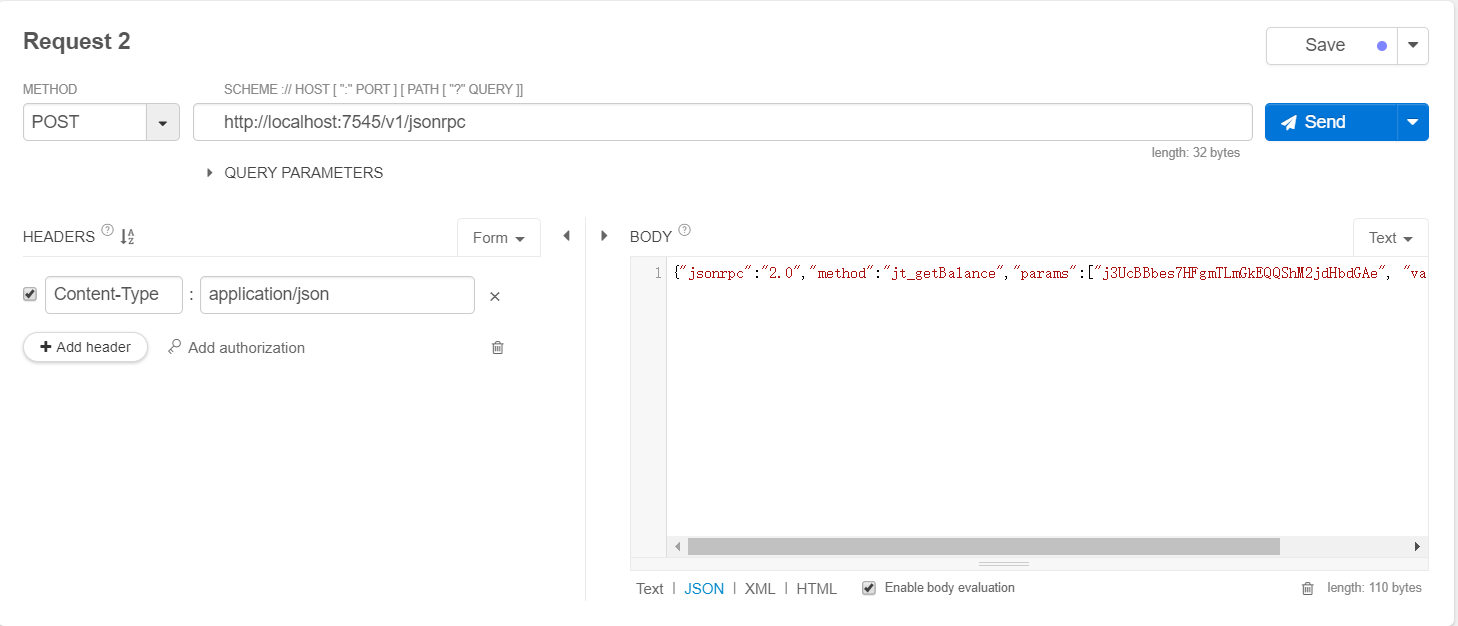 Request 2
Save
METHOD
SCHEME :// HOST [ ":" PORT ] [ PATH [ "?" QUERY ]]
POST
http://localhost:7545/v1/jsonrpc
Send
length: 32 bytes
QUERY PARAMETERS
HEADERS ? A Z
Form
BODY ?
Text
Content-Type : application/json ×
1 {"jsonrpc":"2.0","method":"jt_getBalance","params":["j3UcBBbes7HFgmTLmGkEQQShM2jdHbdGAe", "va
+ Add header
Add authorization
Text | JSON | XML | HTML
Enable body evaluation
length: 110 bytes